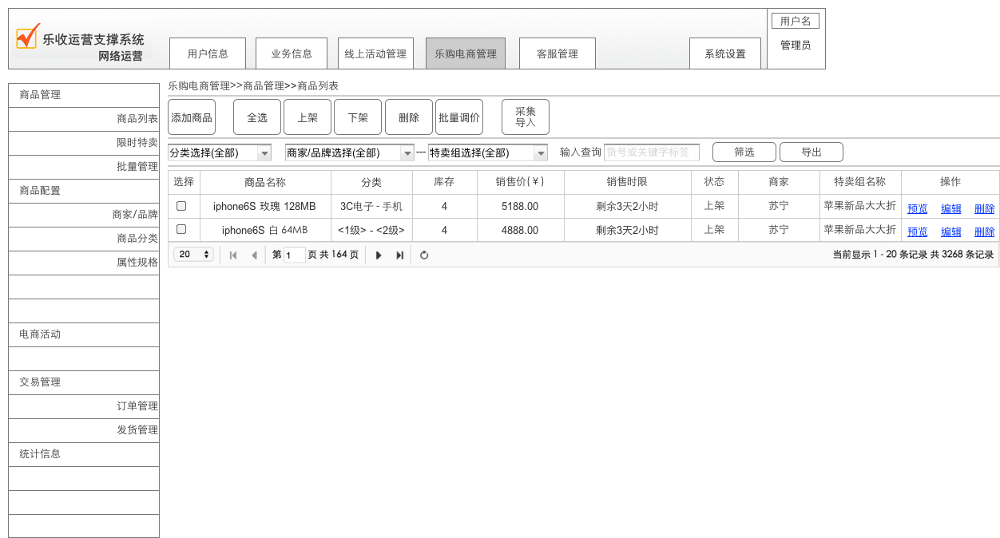 乐收运营支撑系统
网络运营
用户信息
业务信息
线上活动管理
乐购电商管理
客服管理
系统设置
用户名
管理员
商品管理
商品列表
限时特卖
批量管理
商品配置
商家/品牌
商品分类
属性规格
电商活动
交易管理
订单管理
发货管理
统计信息
乐购电商管理>>商品管理>>商品列表
添加商品 全选 上架 下架 删除 批量调价 采集
导入
分类选择(全部) 商家/品牌选择(全部) --- 特卖组选择(全部) 输入查询 货号或关键字标签 筛选 导出
选择 商品名称 分类 库存 销售价(￥) 销售时限 状态 商家 特卖组名称 操作
iphone6S 玫瑰 128MB 3C电子 - 手机 4 5188.00 剩余3天2小时 上架 苏宁 苹果新品大大折 预览 编辑 删除
iphone6S 白 64MB <1级> - <2级> 4 4888.00 剩余3天2小时 上架 苏宁 苹果新品大大折 预览 编辑 删除
20 第 1 页 共 164 页 当前显示 1 - 20 条记录 共 3268 条记录